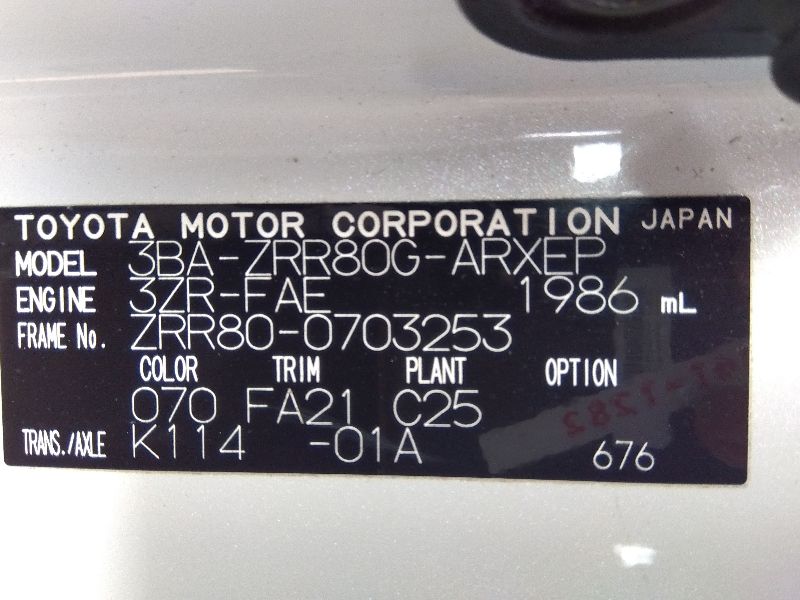 TOYOTA MOTOR CORPORATION JAPAN
MODEL 3BA-ZRR80G-ARXEP
ENGINE 3ZR-FAE 1986 mL
FRAME No. ZRR80-0703253
COLOR TRIM PLANT OPTION
070 FA21 C25
TRANS./AXLE K114 -01A
676